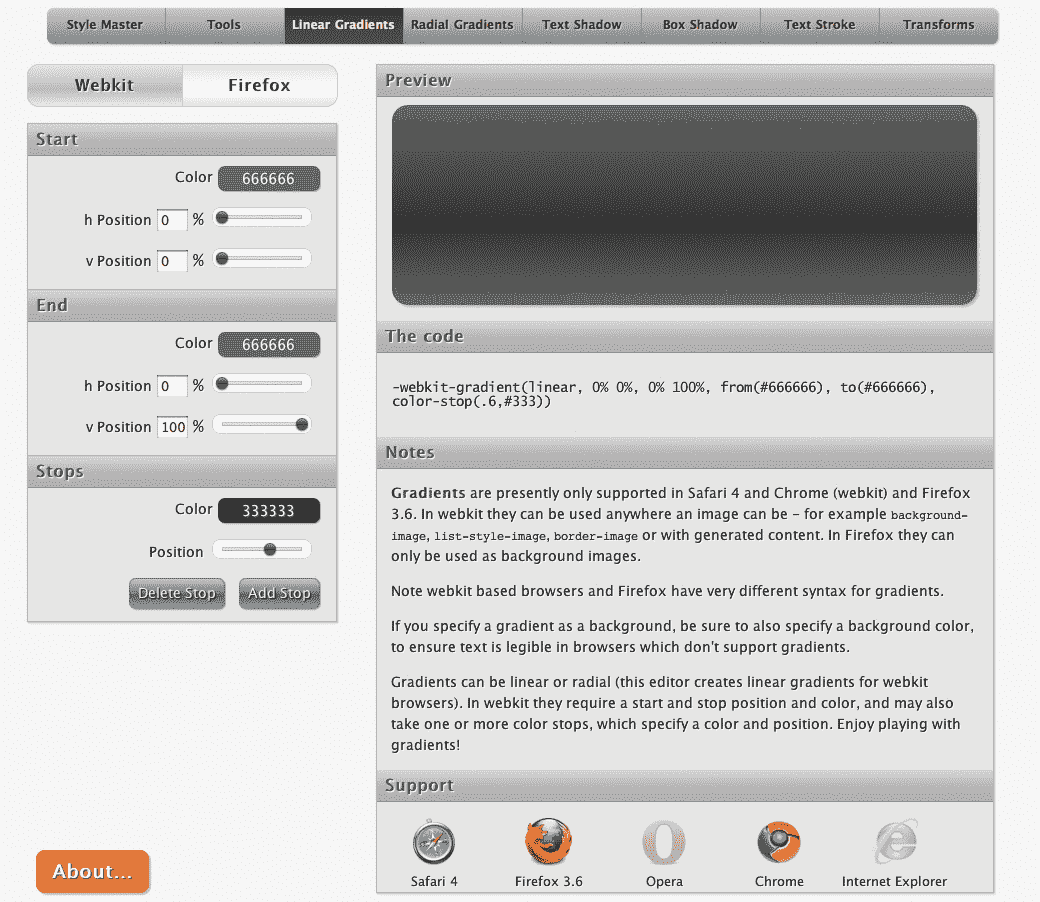 Style Master Tools Linear Gradients Radial Gradients Text Shadow Box Shadow Text Stroke Transforms
Webkit Firefox
Start
Color 666666
h Position 0 %
v Position 0 %
End
Color 666666
h Position 0 %
v Position 100 %
Stops
Color 333333
Position
Delete Stop Add Stop
About...
Preview
The code
-webkit-gradient(linear, 0% 0%, 0% 100%, from(#666666), to(#666666),
color-stop(.6,#333))
Notes
Gradients are presently only supported in Safari 4 and Chrome (webkit) and Firefox
3.6. In webkit they can be used anywhere an image can be - for example background-
image, list-style-image, border-image or with generated content. In Firefox they can
only be used as background images.
Note webkit based browsers and Firefox have very different syntax for gradients.
If you specify a gradient as a background, be sure to also specify a background color,
to ensure text is legible in browsers which don't support gradients.
Gradients can be linear or radial (this editor creates linear gradients for webkit
browsers). In webkit they require a start and stop position and color, and may also
take one or more color stops, which specify a color and position. Enjoy playing with
gradients!
Support
Safari 4 Firefox 3.6 Opera Chrome Internet Explorer